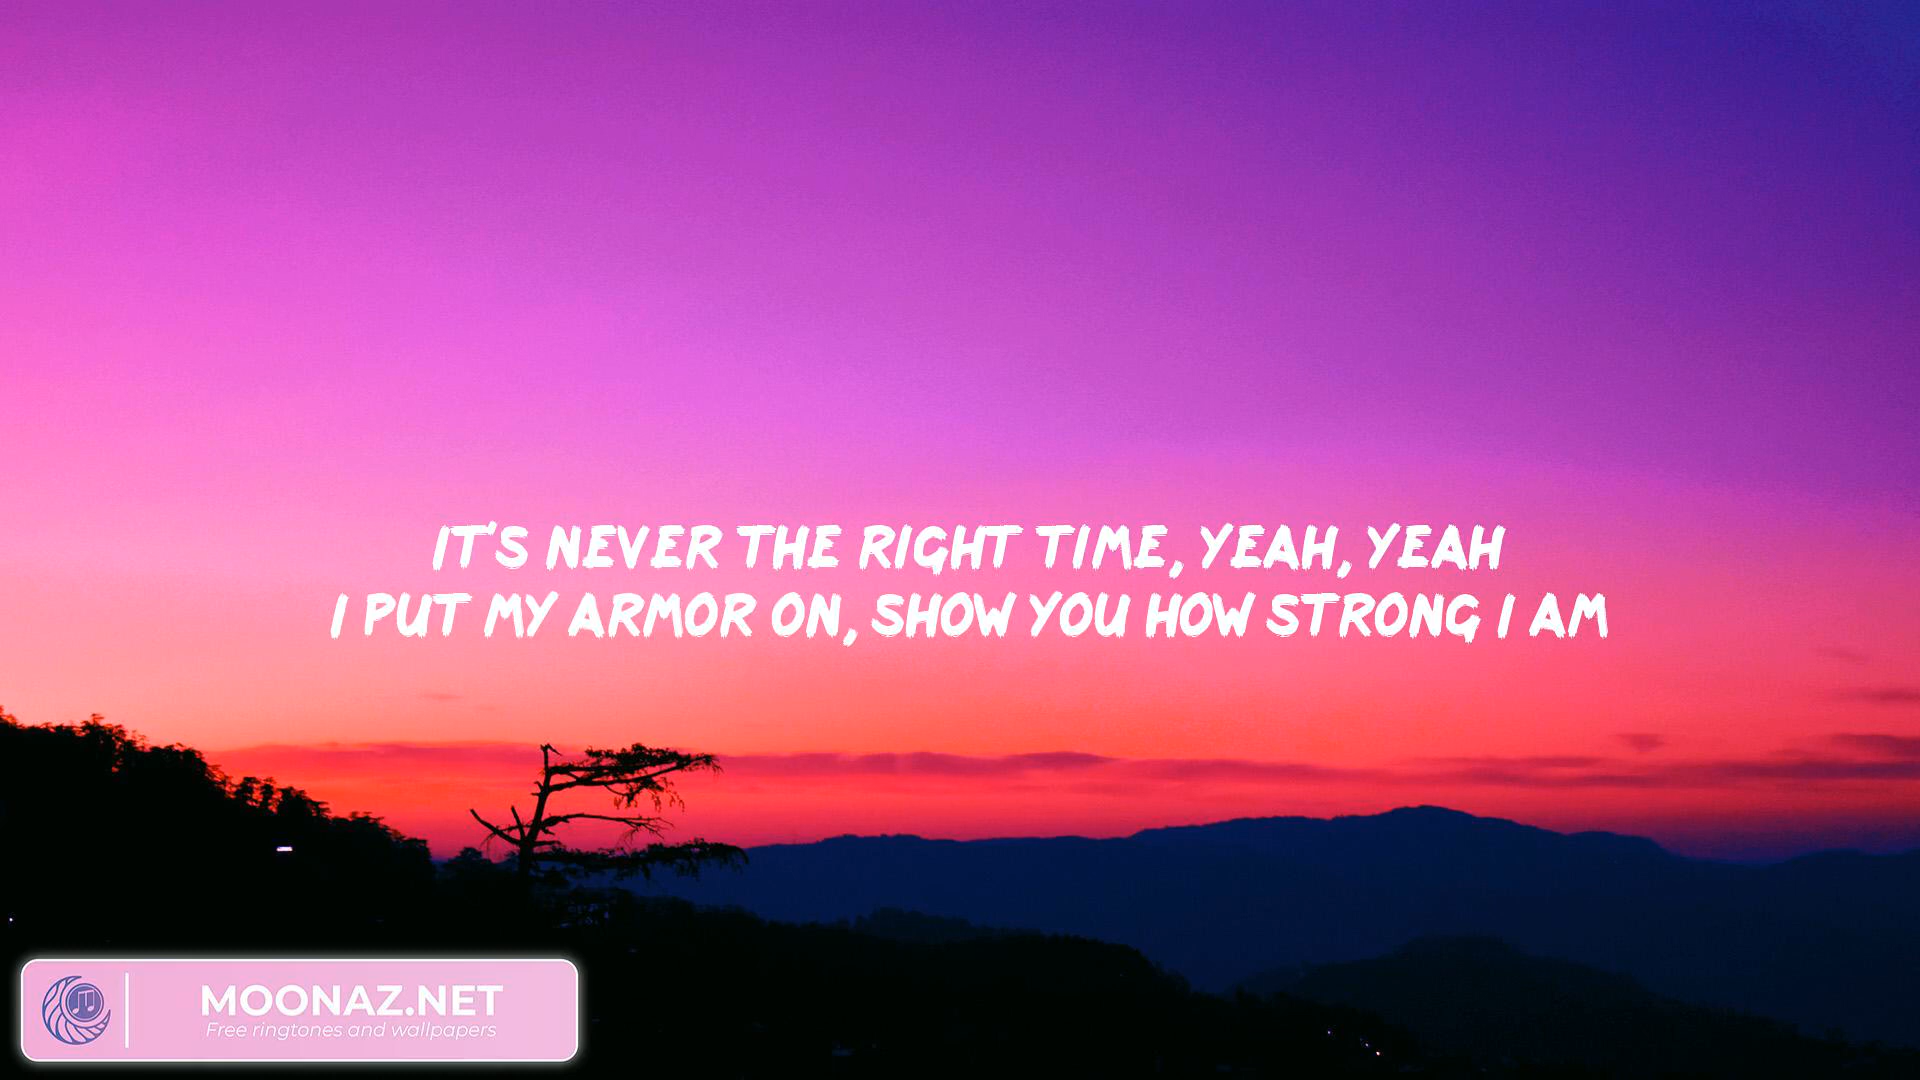 IT'S NEVER THE RIGHT TIME, YEAH, YEAH
I PUT MY ARMOR ON, SHOW YOU HOW STRONG I AM
MOONAZ.NET
Free ringtones and wallpapers